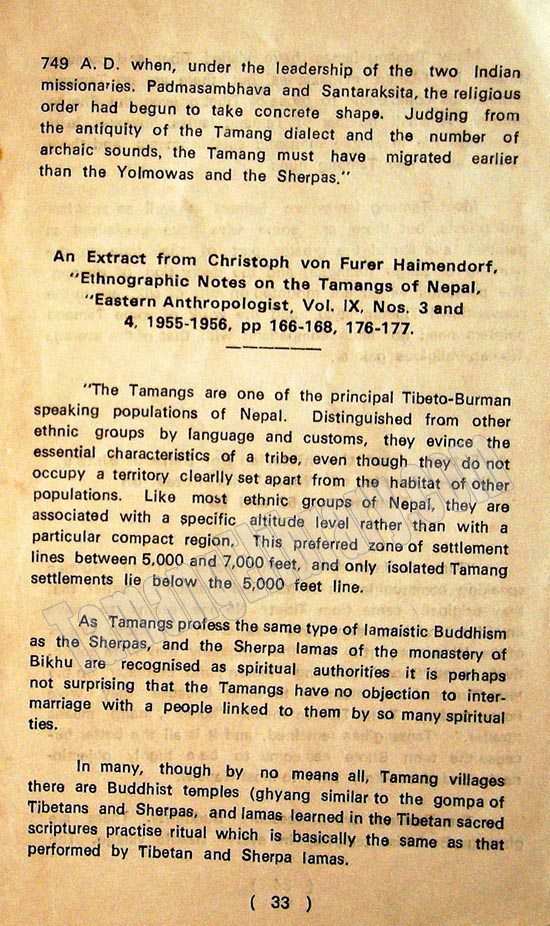 749 A. D. when, under the leadership of the two Indian
missionaries. Padmasambhava and Santaraksita, the religious
order had begun to take concrete shape. Judging from
the antiquity of the Tamang dialect and the number of
archaic sounds, the Tamang must have migrated earlier
than the Yolmowas and the Sherpas."
An Extract from Christoph von Furer Haimendorf,
"Ethnographic Notes on the Tamangs of Nepal,
"Eastern Anthropologist, Vol. IX, Nos. 3 and
4, 1955-1956, pp 166-168, 176-177.
"The Tamangs are one of the principal Tibeto-Burman
speaking populations of Nepal. Distinguished from other
ethnic groups by language and customs, they evince the
essential characteristics of a tribe, even though they do not
occupy a territory clearlly set apart from the habitat of other
populations. Like most ethnic groups of Nepal, they are
associated with a specific altitude level rather than with a
particular compact region. This preferred zone of settlement
lines between 5,000 and 7,000 feet, and only isolated Tamang
settlements lie below the 5,000 feet line.
As Tamangs profess the same type of lamaistic Buddhism
as the Sherpas, and the Sherpa lamas of the monastery of
Bikhu are recognised as spiritual authorities it is perhaps
not surprising that the Tamangs have no objection to inter-
marriage with a people linked to them by so many spiritual
ties.
In many, though by no means all, Tamang villages
there are Buddhist temples (ghyang similar to the gompa of
Tibetans and Sherpas, and lamas learned in the Tibetan sacred
scriptures practise ritual which is basically the same as that
performed by Tibetan and Sherpa lamas.
( 33 )